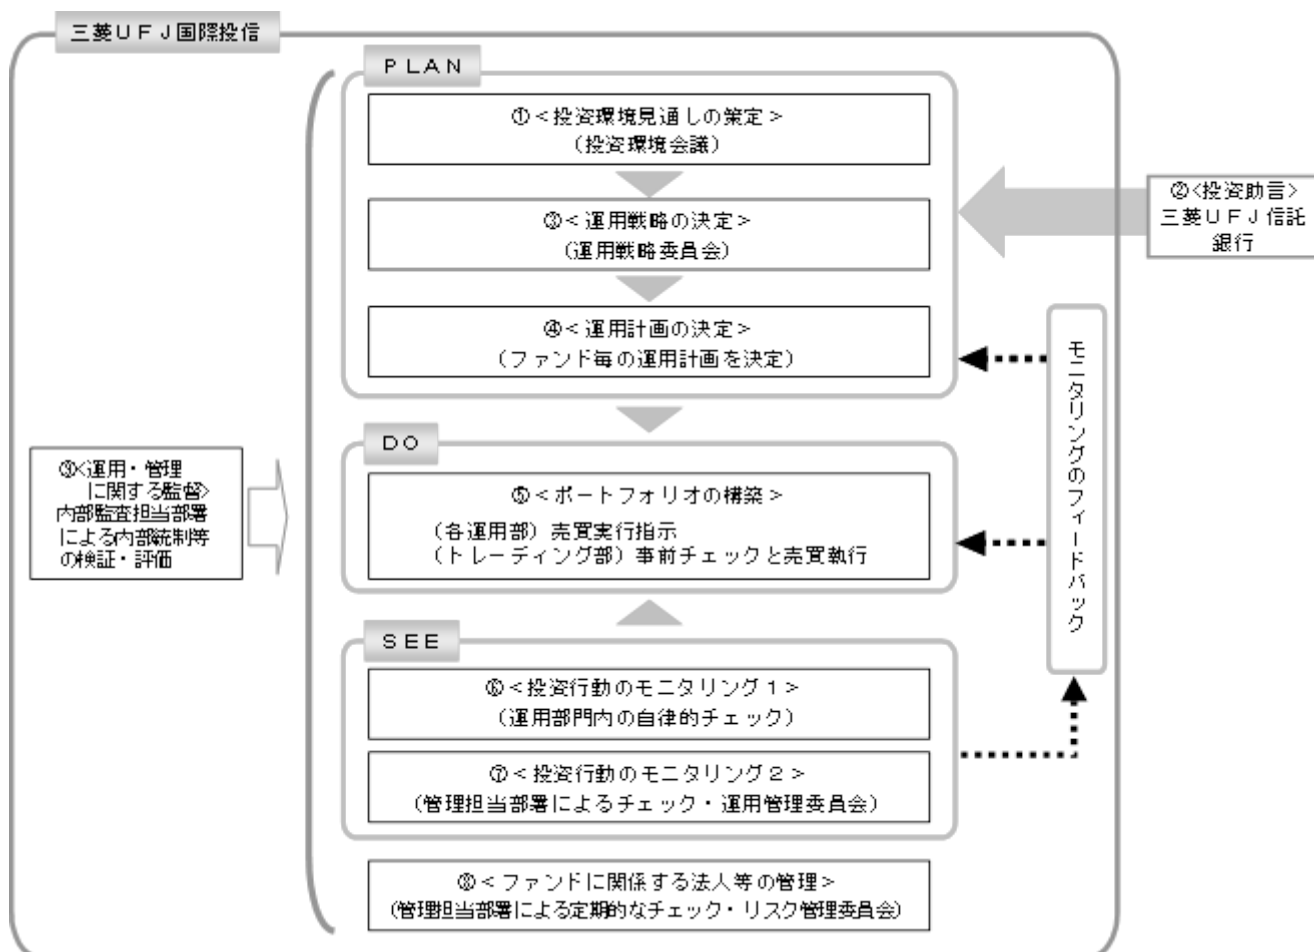 三菱ＵＦＪ国際投信
ＰＬＡＮ
①＜投資環境見通しの策定＞
（投資環境会議）
②<投資助言>
三菱ＵＦＪ信託
銀行
③＜運用戦略の決定＞
（運用戦略委員会）
④＜運用計画の決定＞
（ファンド毎の運用計画を決定）
モニタリングのフィードバック
ＤＯ
⑤＜ポートフォリオの構築＞
（各運用部）売買実行指示
（トレーディング部）事前チェックと売買執行
⑨<運用・管理
に関する監督>
内部監査担当部署
による内部統制等
の検証・評価
ＳＥＥ
⑥＜投資行動のモニタリング１＞
（運用部門内の自律的チェック）
⑦＜投資行動のモニタリング２＞
（管理担当部署によるチェック・運用管理委員会）
⑧＜ファンドに関係する法人等の管理＞
（管理担当部署による定期的なチェック・リスク管理委員会）